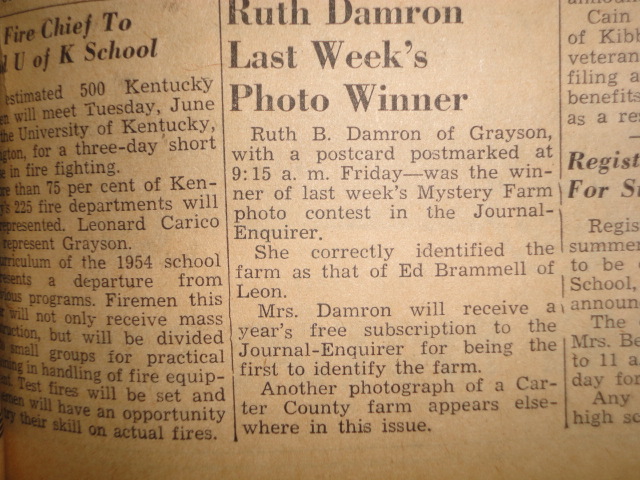 Fire Chief To
U of K School
estimated 500 Kentucky
will meet Tuesday, June
the University of Kentucky,
for a three-day short
in fire fighting.
than 75 per cent of Ken-
225 fire departments will
represented. Leonard Carico
represent Grayson.
curriculum of the 1954 school
a departure from
programs. Firemen this
will not only receive mass
but will be divided
small groups for practical
in handling of fire equip-
Test fires will be set and
will have an opportunity
try their skill on actual fires.
Ruth Damron
Last Week's
Photo Winner
Ruth B. Damron of Grayson,
with a postcard postmarked at
9:15 a. m. Friday—was the win-
ner of last week's Mystery Farm
photo contest in the Journal-
Enquirer.
She correctly identified the
farm as that of Ed Brammell of
Leon.
Mrs. Damron will receive a
year's free subscription to the
Journal-Enquirer for being the
first to identify the farm.
Another photograph of a Car-
ter County farm appears else-
where in this issue.
Cain
of Kibb
veteran
filing a
benefits
as a res
Regist
For Su
Regis
summer
to be
School,
announ
The
Mrs. Be
to 11 a
day for
Any
high sc